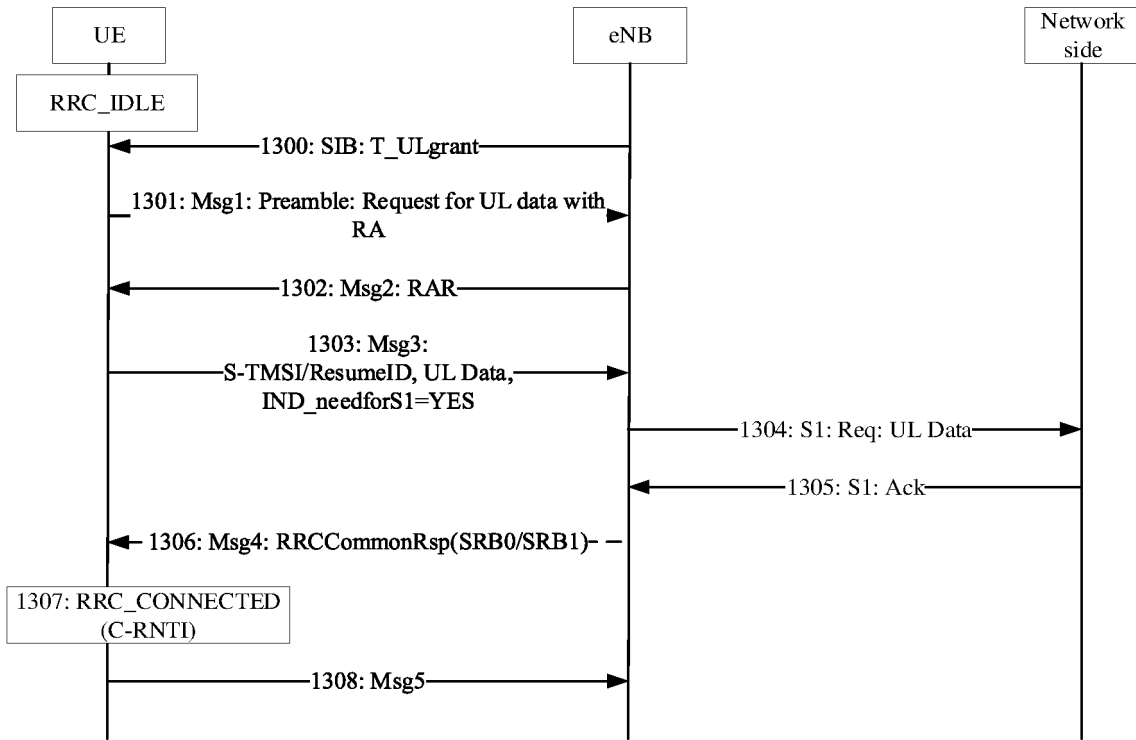 UE
eNB
Network
side
RRC_IDLE
1300: SIB: T_ULgrant
1301: Msg1: Preamble: Request for UL data with
RA
1302: Msg2: RAR
1303: Msg3:
S-TMSI/ResumeID, UL Data,
IND_needforS1=YES
1304: S1: Req: UL Data
1305: S1: Ack
1306: Msg4: RRCCommonRsp(SRB0/SRB1)
1307: RRC_CONNECTED
(C-RNTI)
1308: Msg5